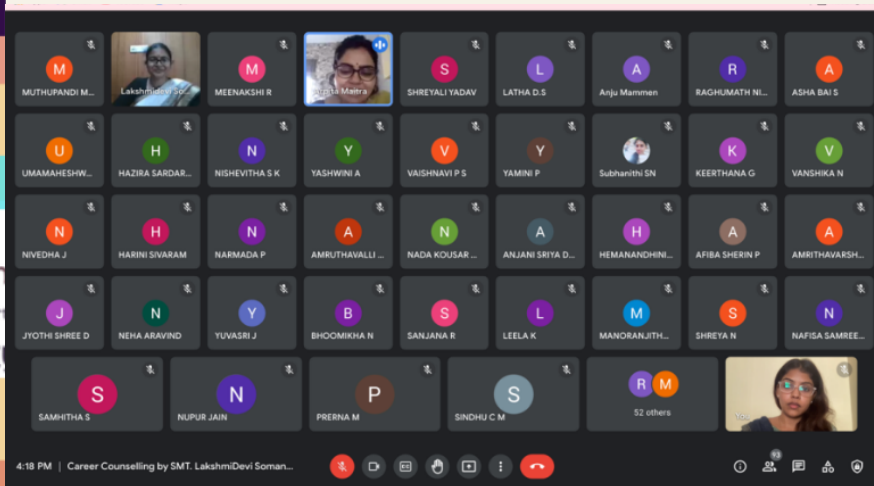 M
MUTHUPANDI M...
Lakshmidevi So...
M
MEENAKSHI R
Maitra
S
SHREYALI YADAV
L
LATHA D.S
A
Anju Mammen
R
RAGHUMATH NI...
A
ASHA BAI S
U
UMAMAHESHW...
H
HAZIRA SARDAR...
N
NISHEVITHA S K
Y
YASHWINI A
V
VAISHNAVI P S
Y
YAMINI P
Subhanithi SN
K
KEERTHANA G
V
VANSHIKA N
N
NIVEDHA J
H
HARINI SIVARAM
N
NARMADA P
A
AMRUTHAVALLI ...
N
NADA KOUSAR ...
A
ANJANI SRIYA D...
H
HEMANANDHINI...
A
AFIBA SHERIN P
A
AMRITHAVARSH...
J
JYOTHI SHREE D
N
NEHA ARAVIND
Y
YUVASRI J
B
BHOOMIKHA N
S
SANJANA R
L
LEELA K
M
MANORANJITH...
S
SHREYA N
N
NAFISA SAMREE...
S
SAMHITHA S
N
NUPUR JAIN
P
PRERNA M
S
SINDHU C M
R M
52 others
You
4:18 PM | Career Counselling by SMT. LakshmiDevi Soman...
CC
93